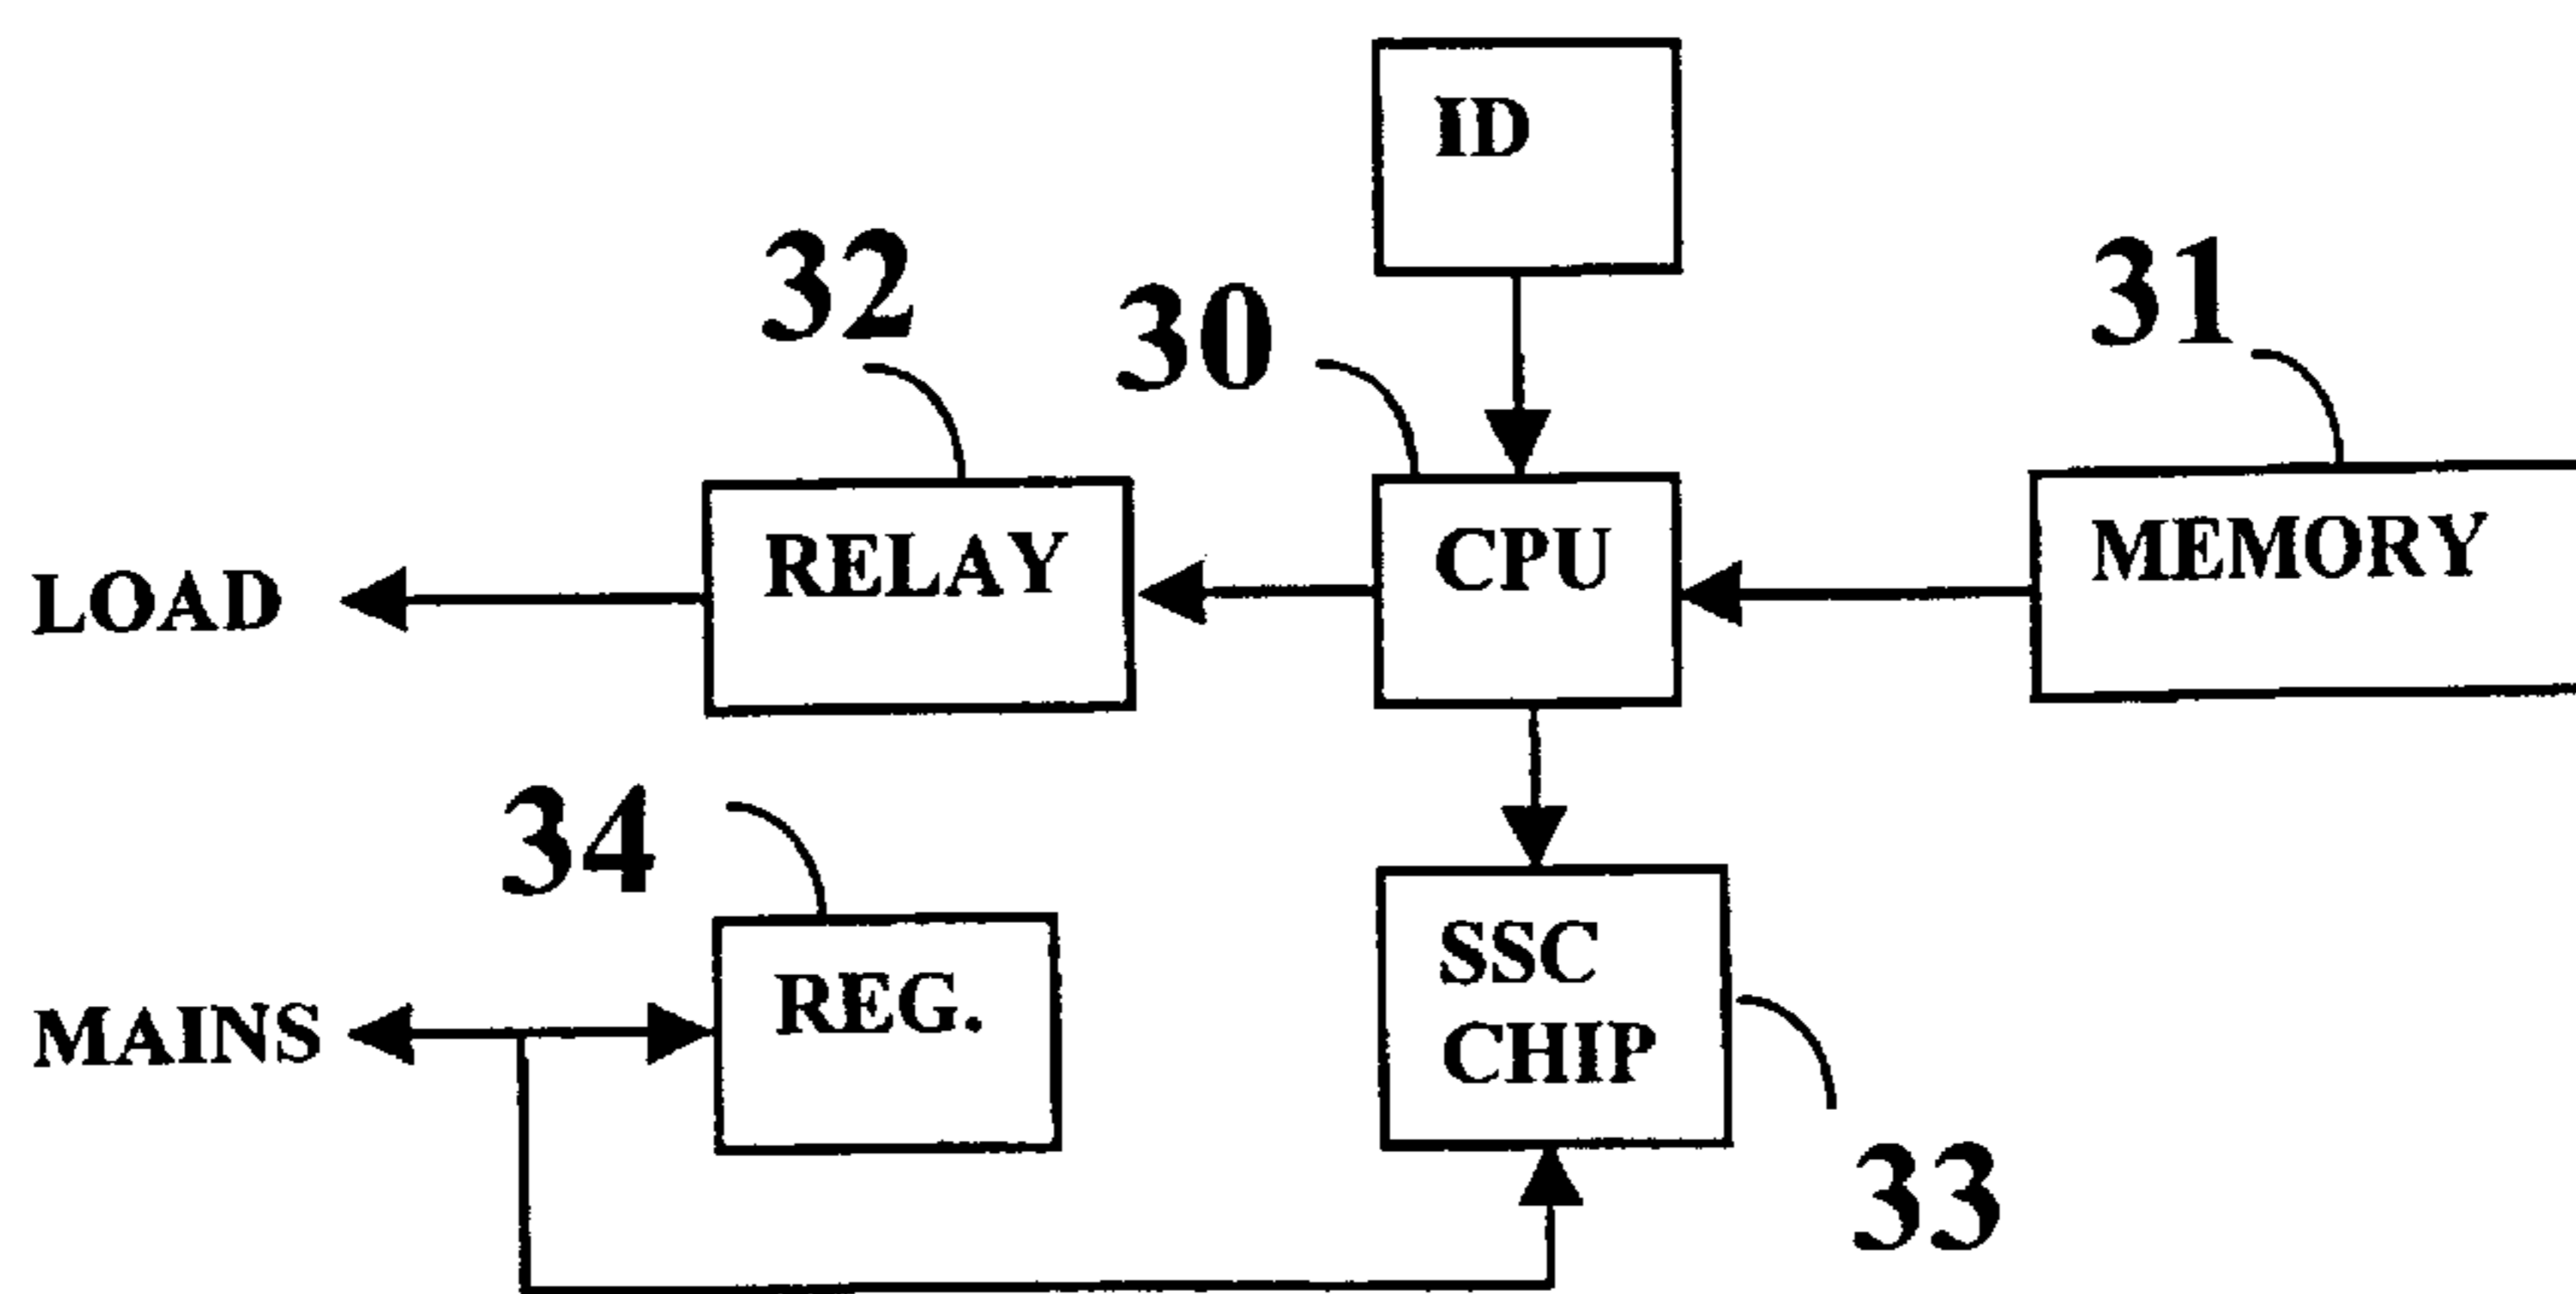 ID
32
30
31
LOAD
RELAY
CPU
MEMORY
34
MAINS
REG.
SSC
CHIP
33